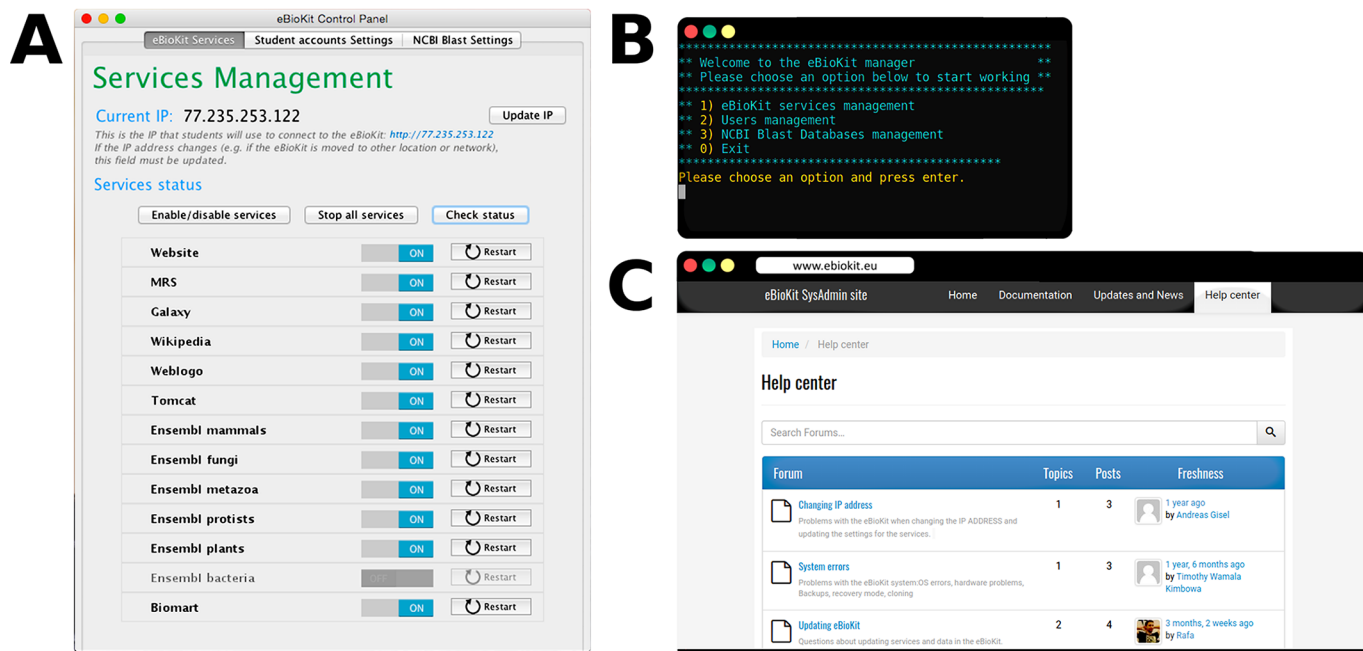 A
eBioKit Control Panel
eBioKit Services Student accounts Settings NCBI Blast Settings
Services Management
Current IP: 77.235.253.122 Update IP
This is the IP that students will use to connect to the eBioKit: http://77.235.253.122
If the IP address changes (e.g. if the eBioKit is moved to other location or network),
this field must be updated.
Services status
Enable/disable services Stop all services Check status
Website ON Restart
MRS ON Restart
Galaxy ON Restart
Wikipedia ON Restart
Weblogo ON Restart
Tomcat ON Restart
Ensembl mammals ON Restart
Ensembl fungi ON Restart
Ensembl metazoa ON Restart
Ensembl protists ON Restart
Ensembl plants ON Restart
Ensembl bacteria OFF Restart
Biomart ON Restart
B
****************************************************
** Welcome to the eBioKit manager **
** Please choose an option below to start working **
***************************************************
** 1) eBioKit services management
** 2) Users management
** 3) NCBI Blast Databases management
** 0) Exit
*********************************************
Please choose an option and press enter.
C
www.ebiokit.eu
eBioKit SysAdmin site Home Documentation Updates and News Help center
Home / Help center
Help center
Search Forums...
Forum Topics Posts Freshness
Changing IP address 1 3 1 year ago
Problems with the eBioKit when changing the IP ADDRESS and by Andreas Gisel
updating the settings for the services.
System errors 1 3 1 year, 6 months ago
Problems with the eBioKit system:OS errors, hardware problems, by Timothy Wamala
Backups, recovery mode, cloning Kimbowa
Updating eBioKit 2 4 3 months, 2 weeks ago
Questions about updating services and data in the eBioKit. by Rafa